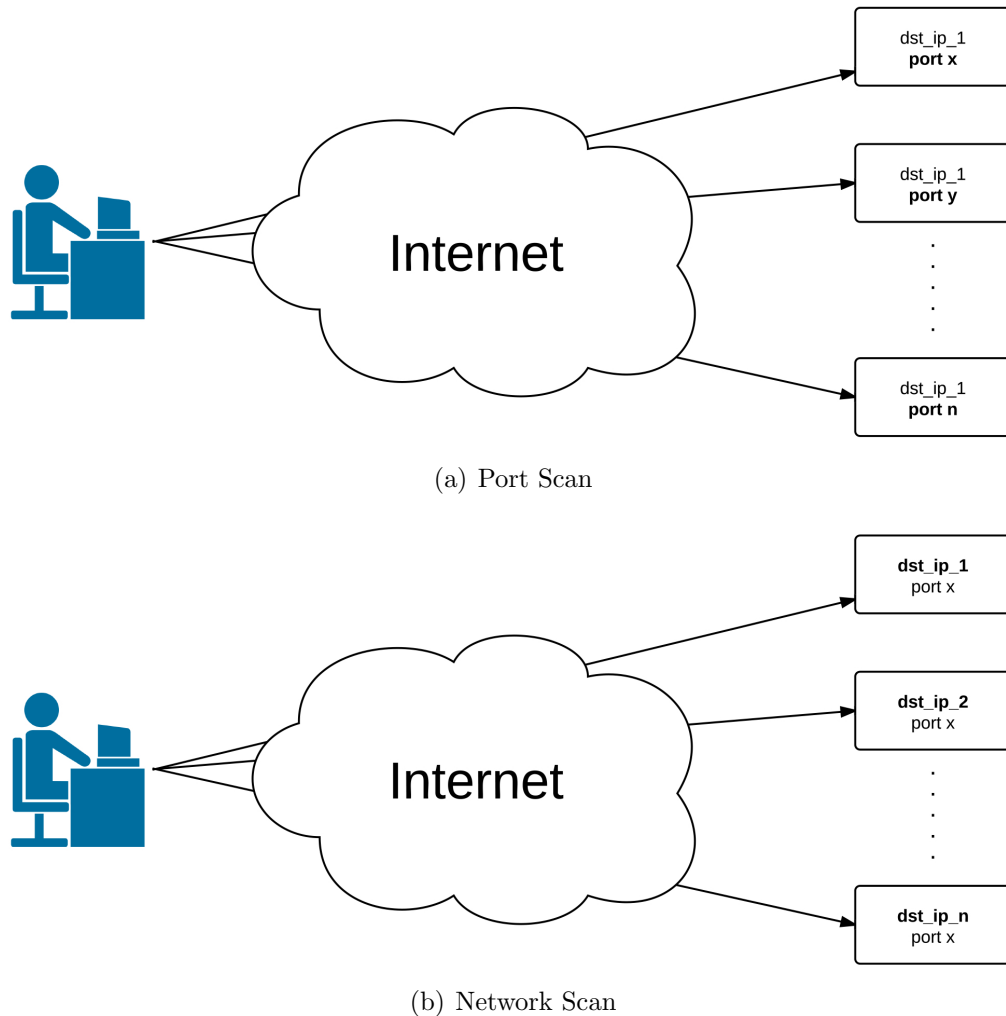 dst_ip_1
port x
dst_ip_1
port y
Internet
dst_ip_1
port n
(a) Port Scan
dst_ip_1
port x
dst_ip_2
port x
Internet
dst_ip_n
port x
(b) Network Scan